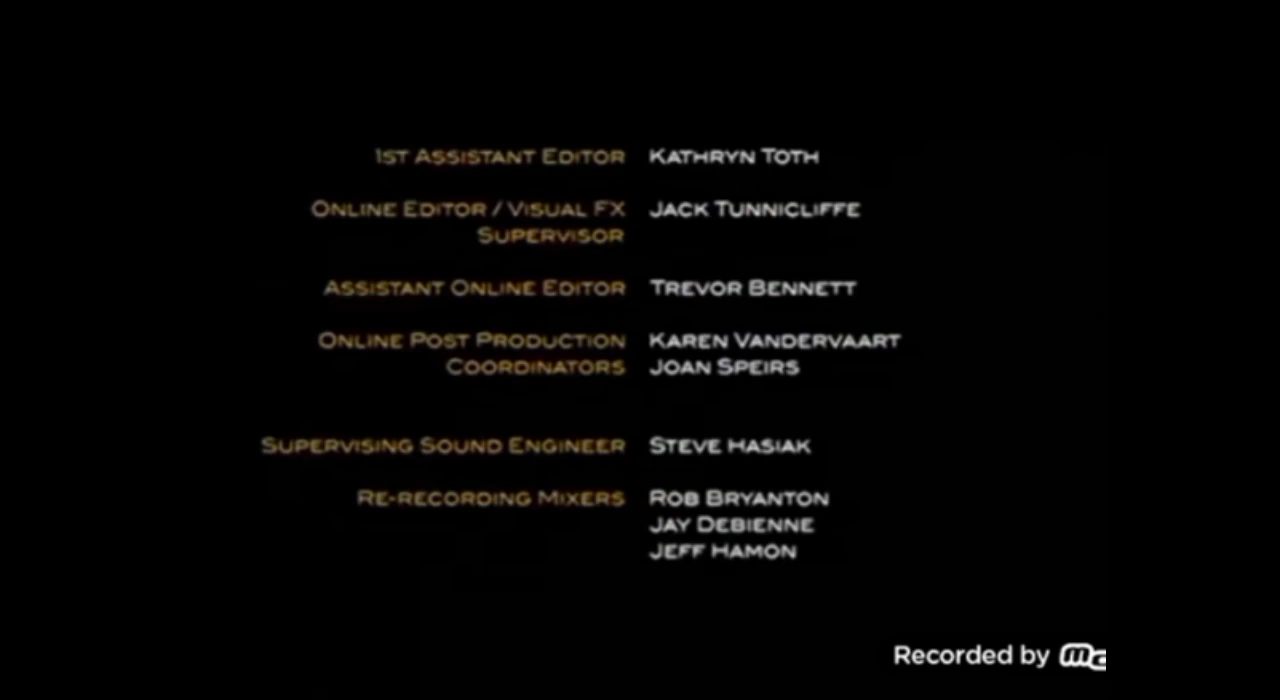 1ST ASSISTANT EDITOR KATHRYN TOTH
ONLINE EDITOR / VISUAL FX JACK TUNNICLIFFE
SUPERVISOR
ASSISTANT ONLINE EDITOR TREVOR BENNETT
ONLINE POST PRODUCTION KAREN VANDERVAART
COORDINATORS JOAN SPEIRS
SUPERVISING SOUND ENGINEER STEVE HASIAK
RE-RECORDING MIXERS ROB BRYANTON
JAY DEBIENNE
JEFF HAMON
Recorded by